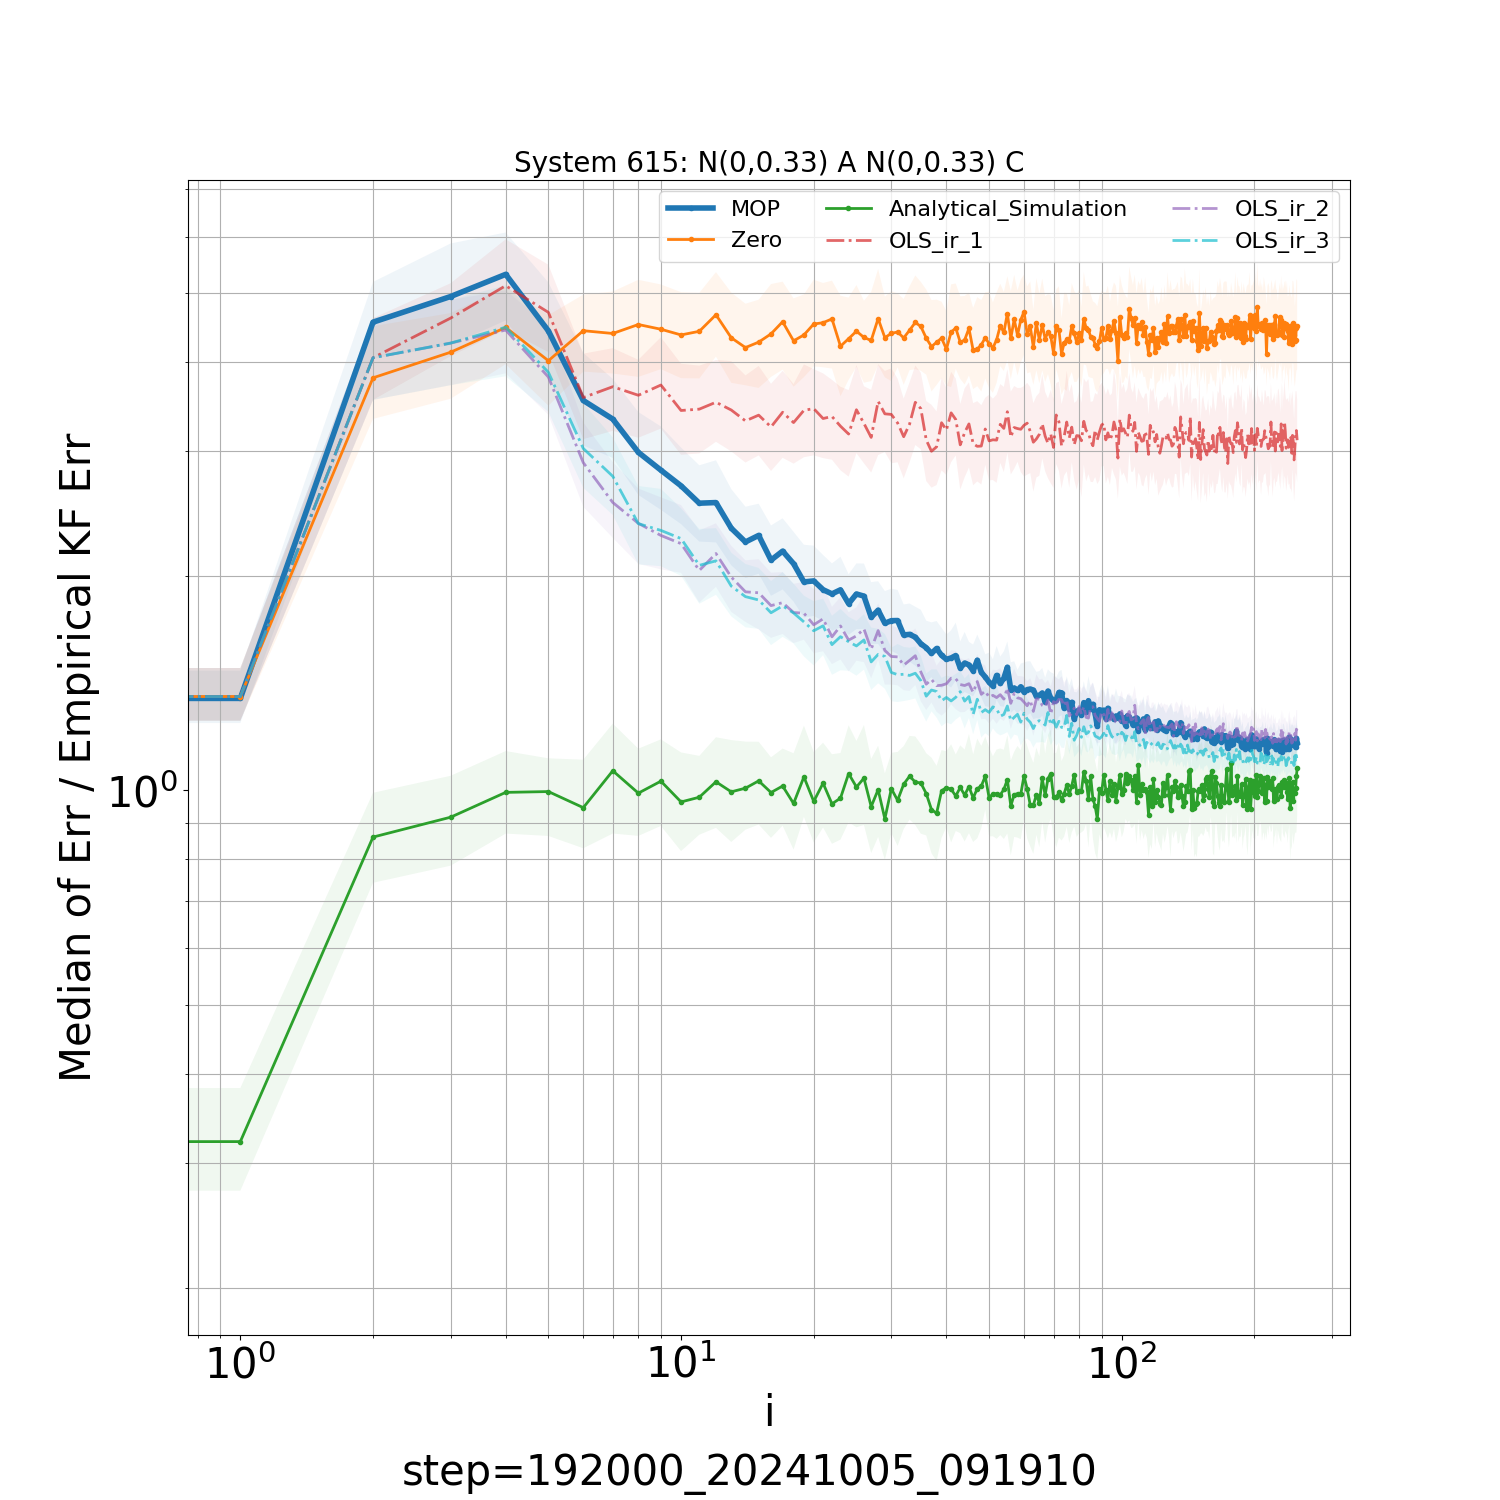 System 615: N(0,0.33) A N(0,0.33) C
MOP
Zero
Analytical_Simulation
OLS_ir_1
OLS_ir_2
OLS_ir_3
Median of Err / Empirical KF Err
10⁰
10⁰
10¹
10²
i
step=192000_20241005_091910